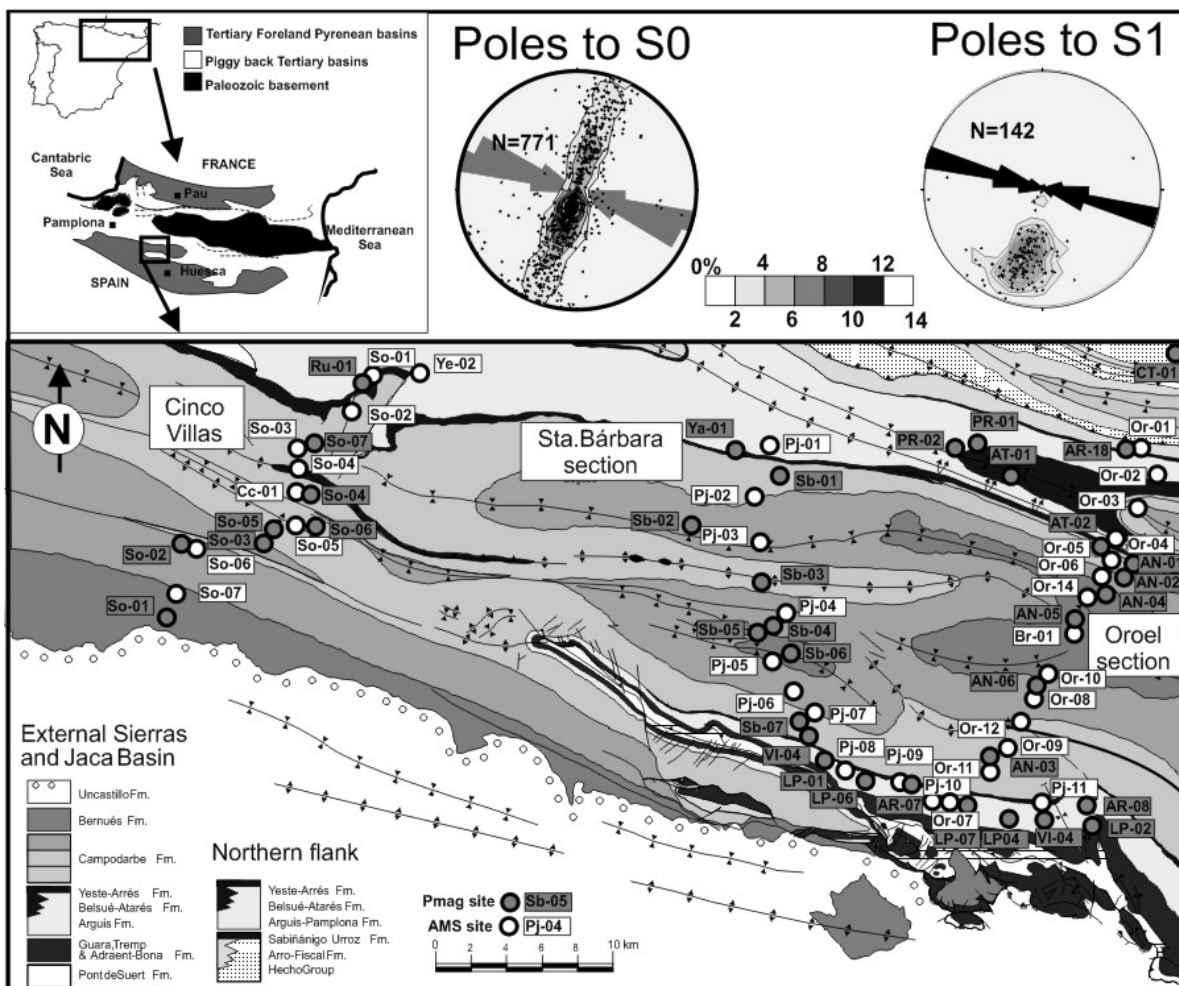 Tertiary Foreland Pyrenean basins
Piggy back Tertiary basins
Paleozoic basement
Cantabric
Sea
FRANCE
Pau
Pamplona
Mediterranean
Sea
Huesca
SPAIN
Poles to S0
N=771
Poles to S1
N=142
0% 4 8 12
2 6 10 14
N
Cinco
Villas
Sta.Bárbara
section
Oroel
section
Ru-01
So-01
Ye-02
So-02
So-03
So-07
So-04
Cc-01
So-04
So-05
So-03
So-05
So-06
So-02
So-06
So-07
So-01
Ya-01
Pj-01
Sb-01
Pj-02
Sb-02
Pj-03
Sb-03
Pj-04
Sb-05
Sb-04
Sb-06
Pj-05
Pj-06
Pj-07
Sb-07
VI-04
Pj-08
Pj-09
LP-01
LP-06
AR-07
Pj-10
Pj-11
Or-07
LP-07
LP04
VI-04
AR-08
LP-02
CT-01
PR-01
PR-02
AT-01
AR-18
Or-01
Or-02
Or-03
AT-02
Or-05
Or-04
Or-06
AN-01
Or-14
AN-02
AN-04
AN-05
Br-01
AN-06
Or-10
Or-08
Or-12
Or-09
Or-11
AN-03
External Sierras
and Jaca Basin
Uncastillo Fm.
Bernués Fm.
Campodarbe Fm.
Yeste-Arrés Fm.
Belsué-Atarés Fm.
Arguis Fm.
Guara,Tremp
& Adraent-Bona Fm.
Pont de Suert Fm.
Northern flank
Yeste-Arrés Fm.
Belsué-Atarés Fm.
Arguis-Pamplona Fm.
Sabiñánigo Urroz Fm.
Arro-Fiscal Fm.
Hecho Group
Pmag site Sb-05
AMS site Pj-04
0 2 4 6 8 10 km